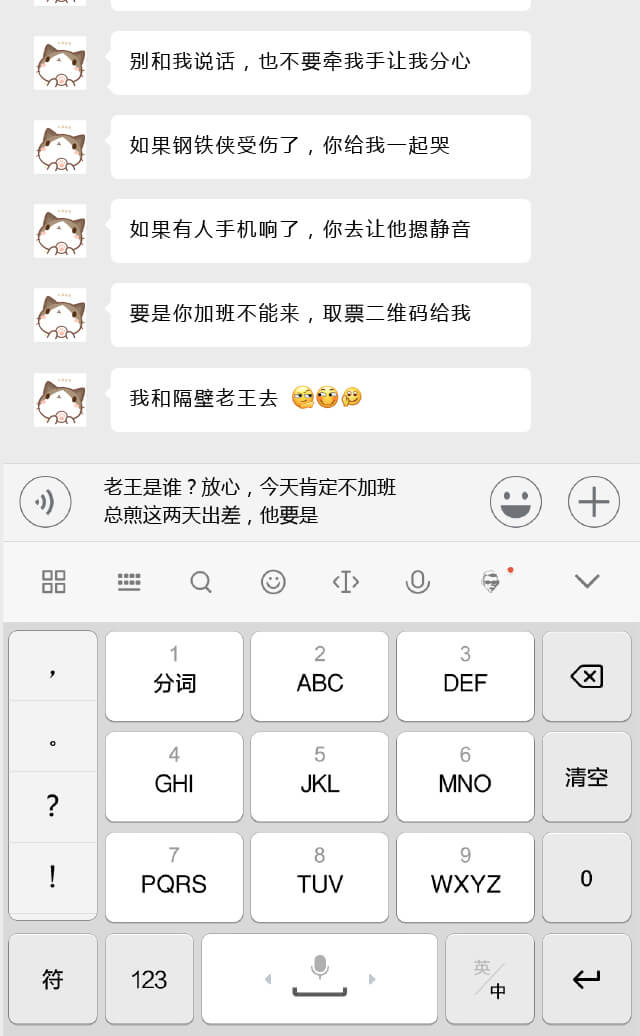 别和我说话，也不要牵我手让我分心
如果钢铁侠受伤了，你给我一起哭
如果有人手机响了，你去让他摁静音
要是你加班不能来，取票二维码给我
我和隔壁老王去
老王是谁？放心，今天肯定不加班
总煎这两天出差，他要是
，
1
分词
2
ABC
3
DEF
。
4
GHI
5
JKL
6
MNO
清空
？
7
PQRS
8
TUV
9
WXYZ
0
！
符
123
英/中